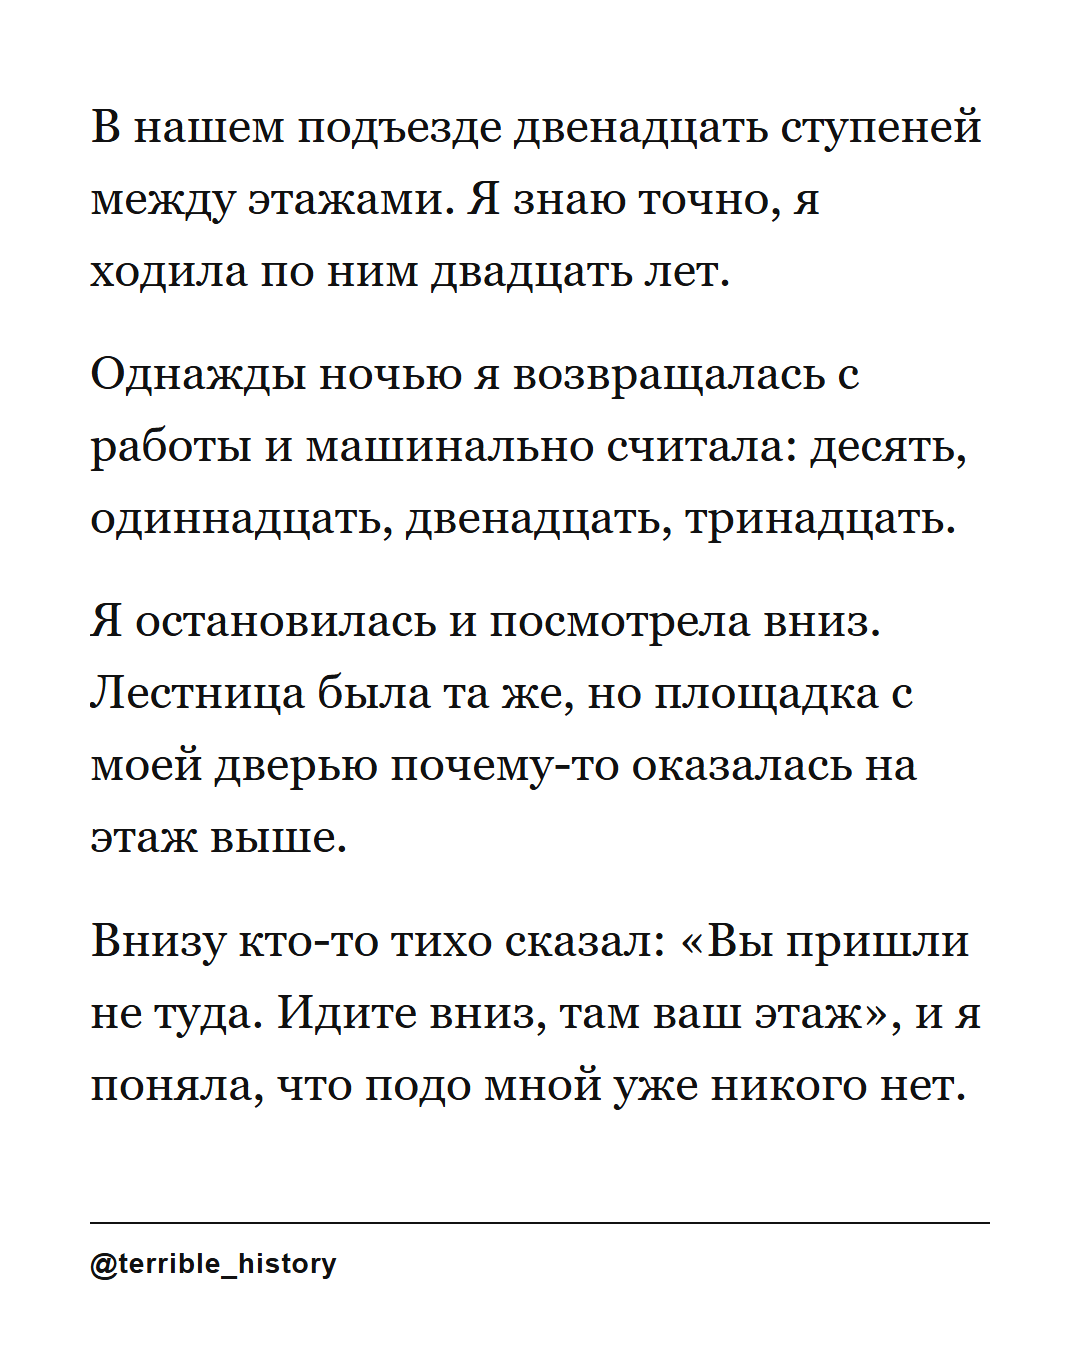 В нашем подъезде двенадцать ступеней
между этажами. Я знаю точно, я
ходила по ним двадцать лет.
Однажды ночью я возвращалась с
работы и машинально считала: десять,
одиннадцать, двенадцать, тринадцать.
Я остановилась и посмотрела вниз.
Лестница была та же, но площадка с
моей дверью почему-то оказалась на
этаж выше.
Внизу кто-то тихо сказал: «Вы пришли
не туда. Идите вниз, там ваш этаж», и я
поняла, что подо мной уже никого нет.
@terrible_history